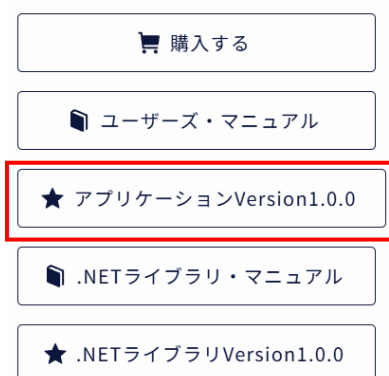 購入する
ユーザーズ・マニュアル
アプリケーションVersion1.0.0
.NETライブラリ・マニュアル
.NETライブラリVersion1.0.0